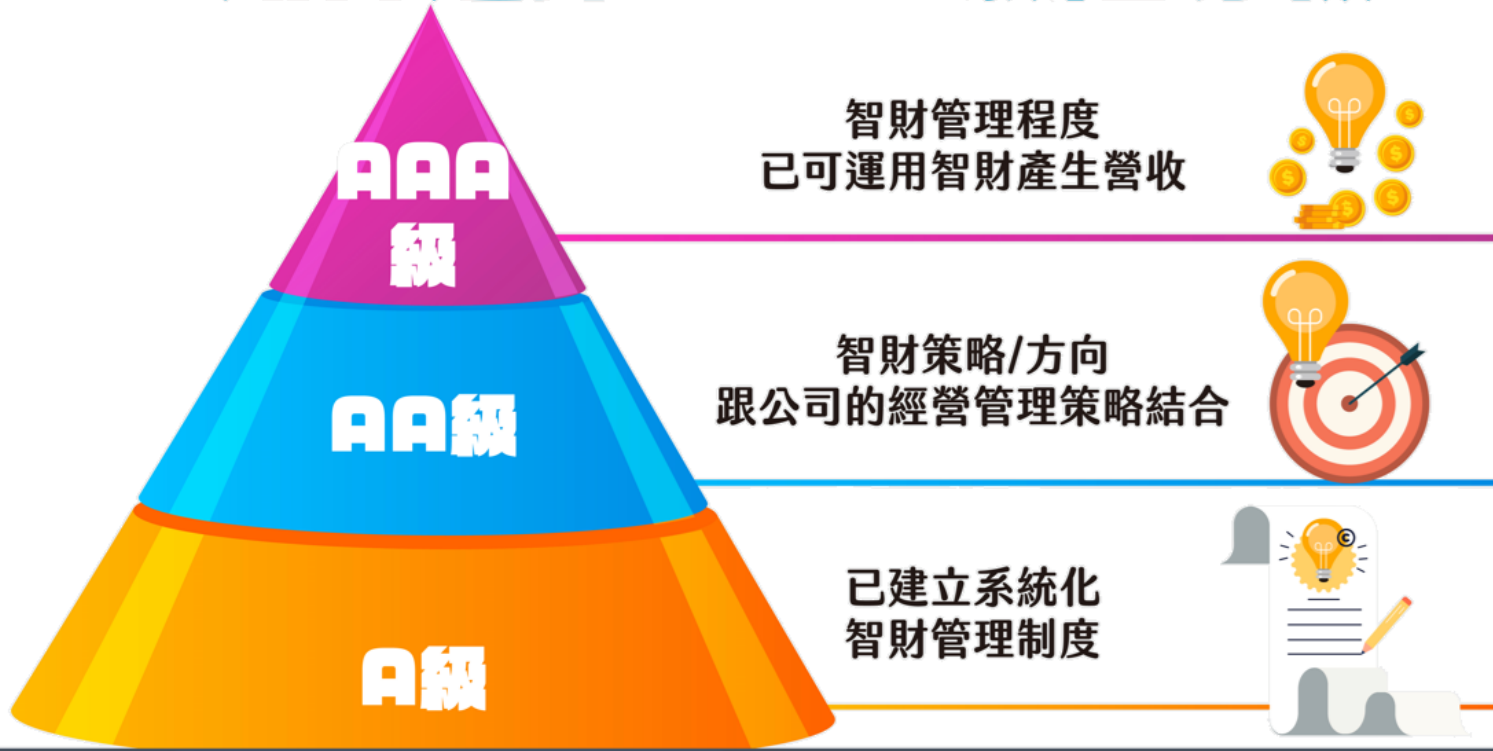 AAA
級
智財管理程度
已可運用智財產生營收
AA級
智財策略/方向
跟公司的經營管理策略結合
A級
已建立系統化
智財管理制度